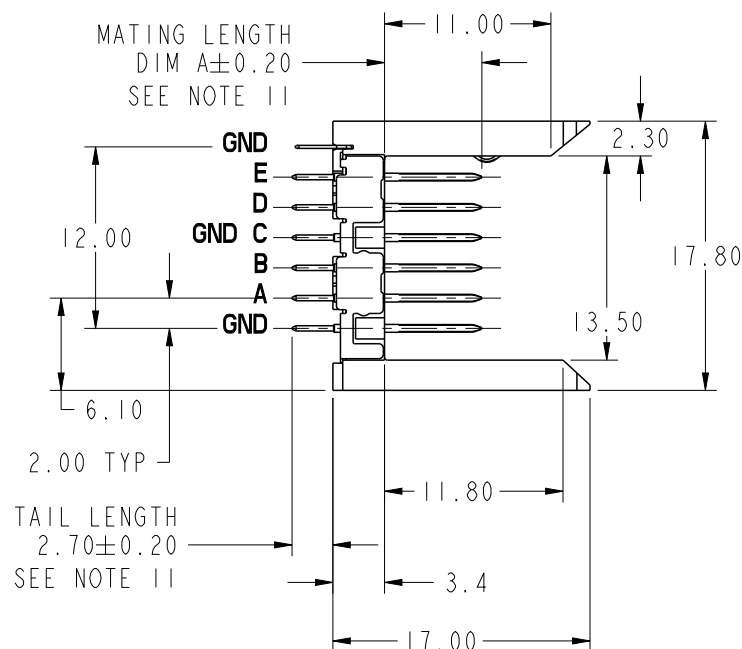 MATING LENGTH
DIM A±0.20
SEE NOTE 11
11.00
2.30
GND
E
D
12.00
GND C
B
A
GND
17.80
13.50
6.10
2.00 TYP
11.80
TAIL LENGTH
2.70±0.20
SEE NOTE 11
3.4
17.00